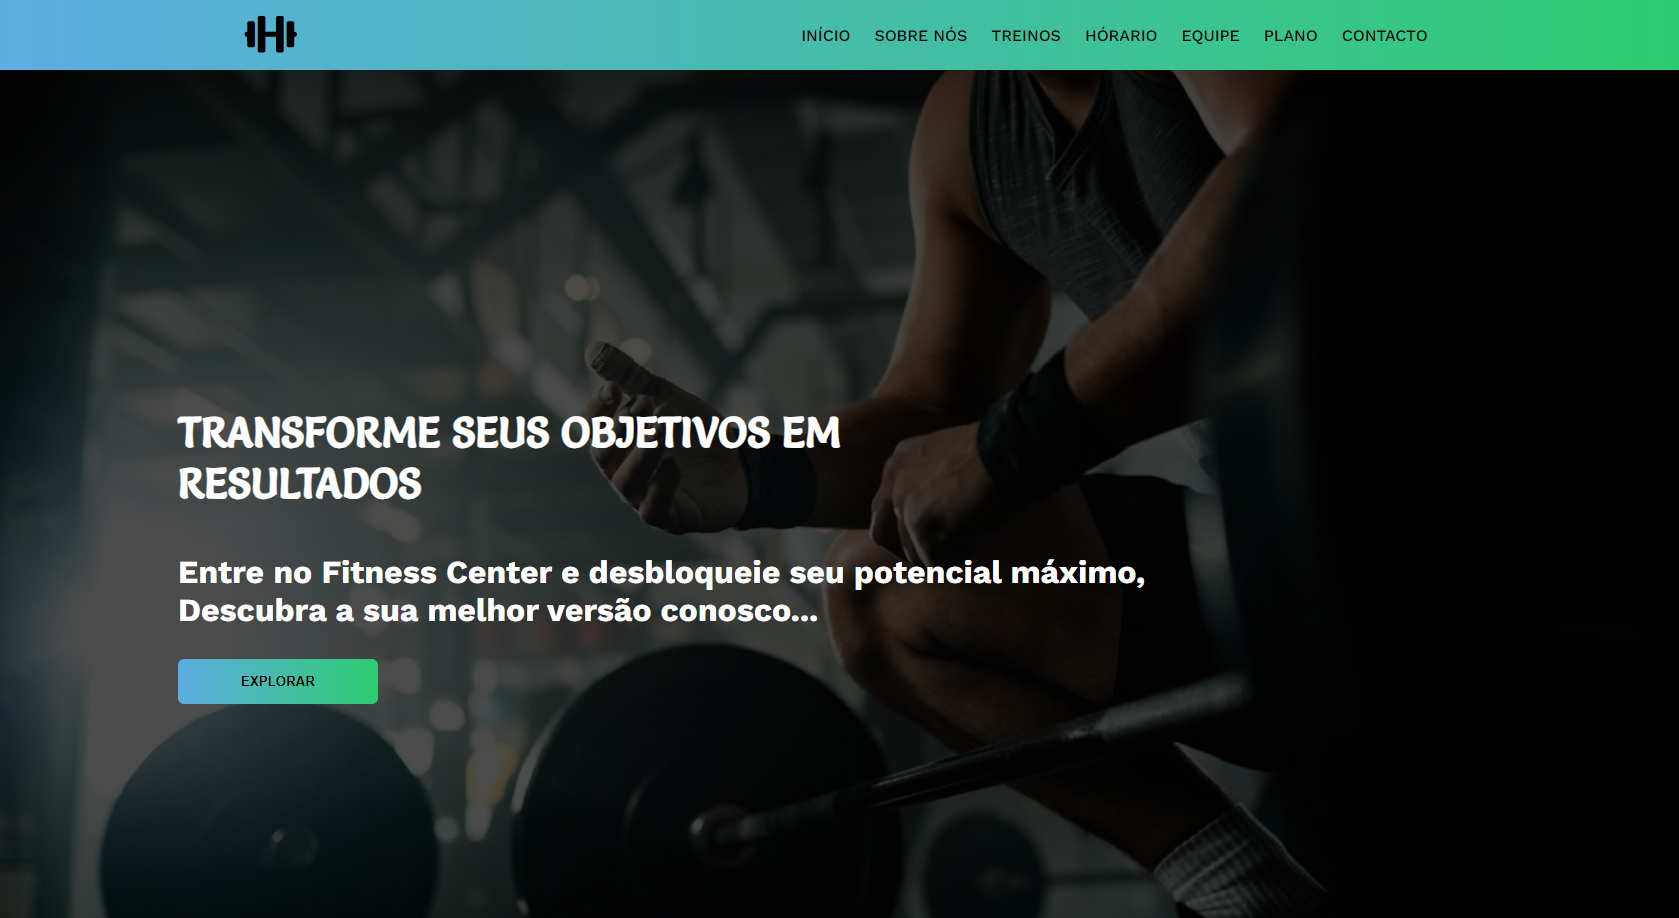 INÍCIO SOBRE NÓS TREINOS HÓRARIO EQUIPE PLANO CONTACTO
TRANSFORME SEUS OBJETIVOS EM
RESULTADOS
Entre no Fitness Center e desbloqueie seu potencial máximo,
Descubra a sua melhor versão conosco...
EXPLORAR